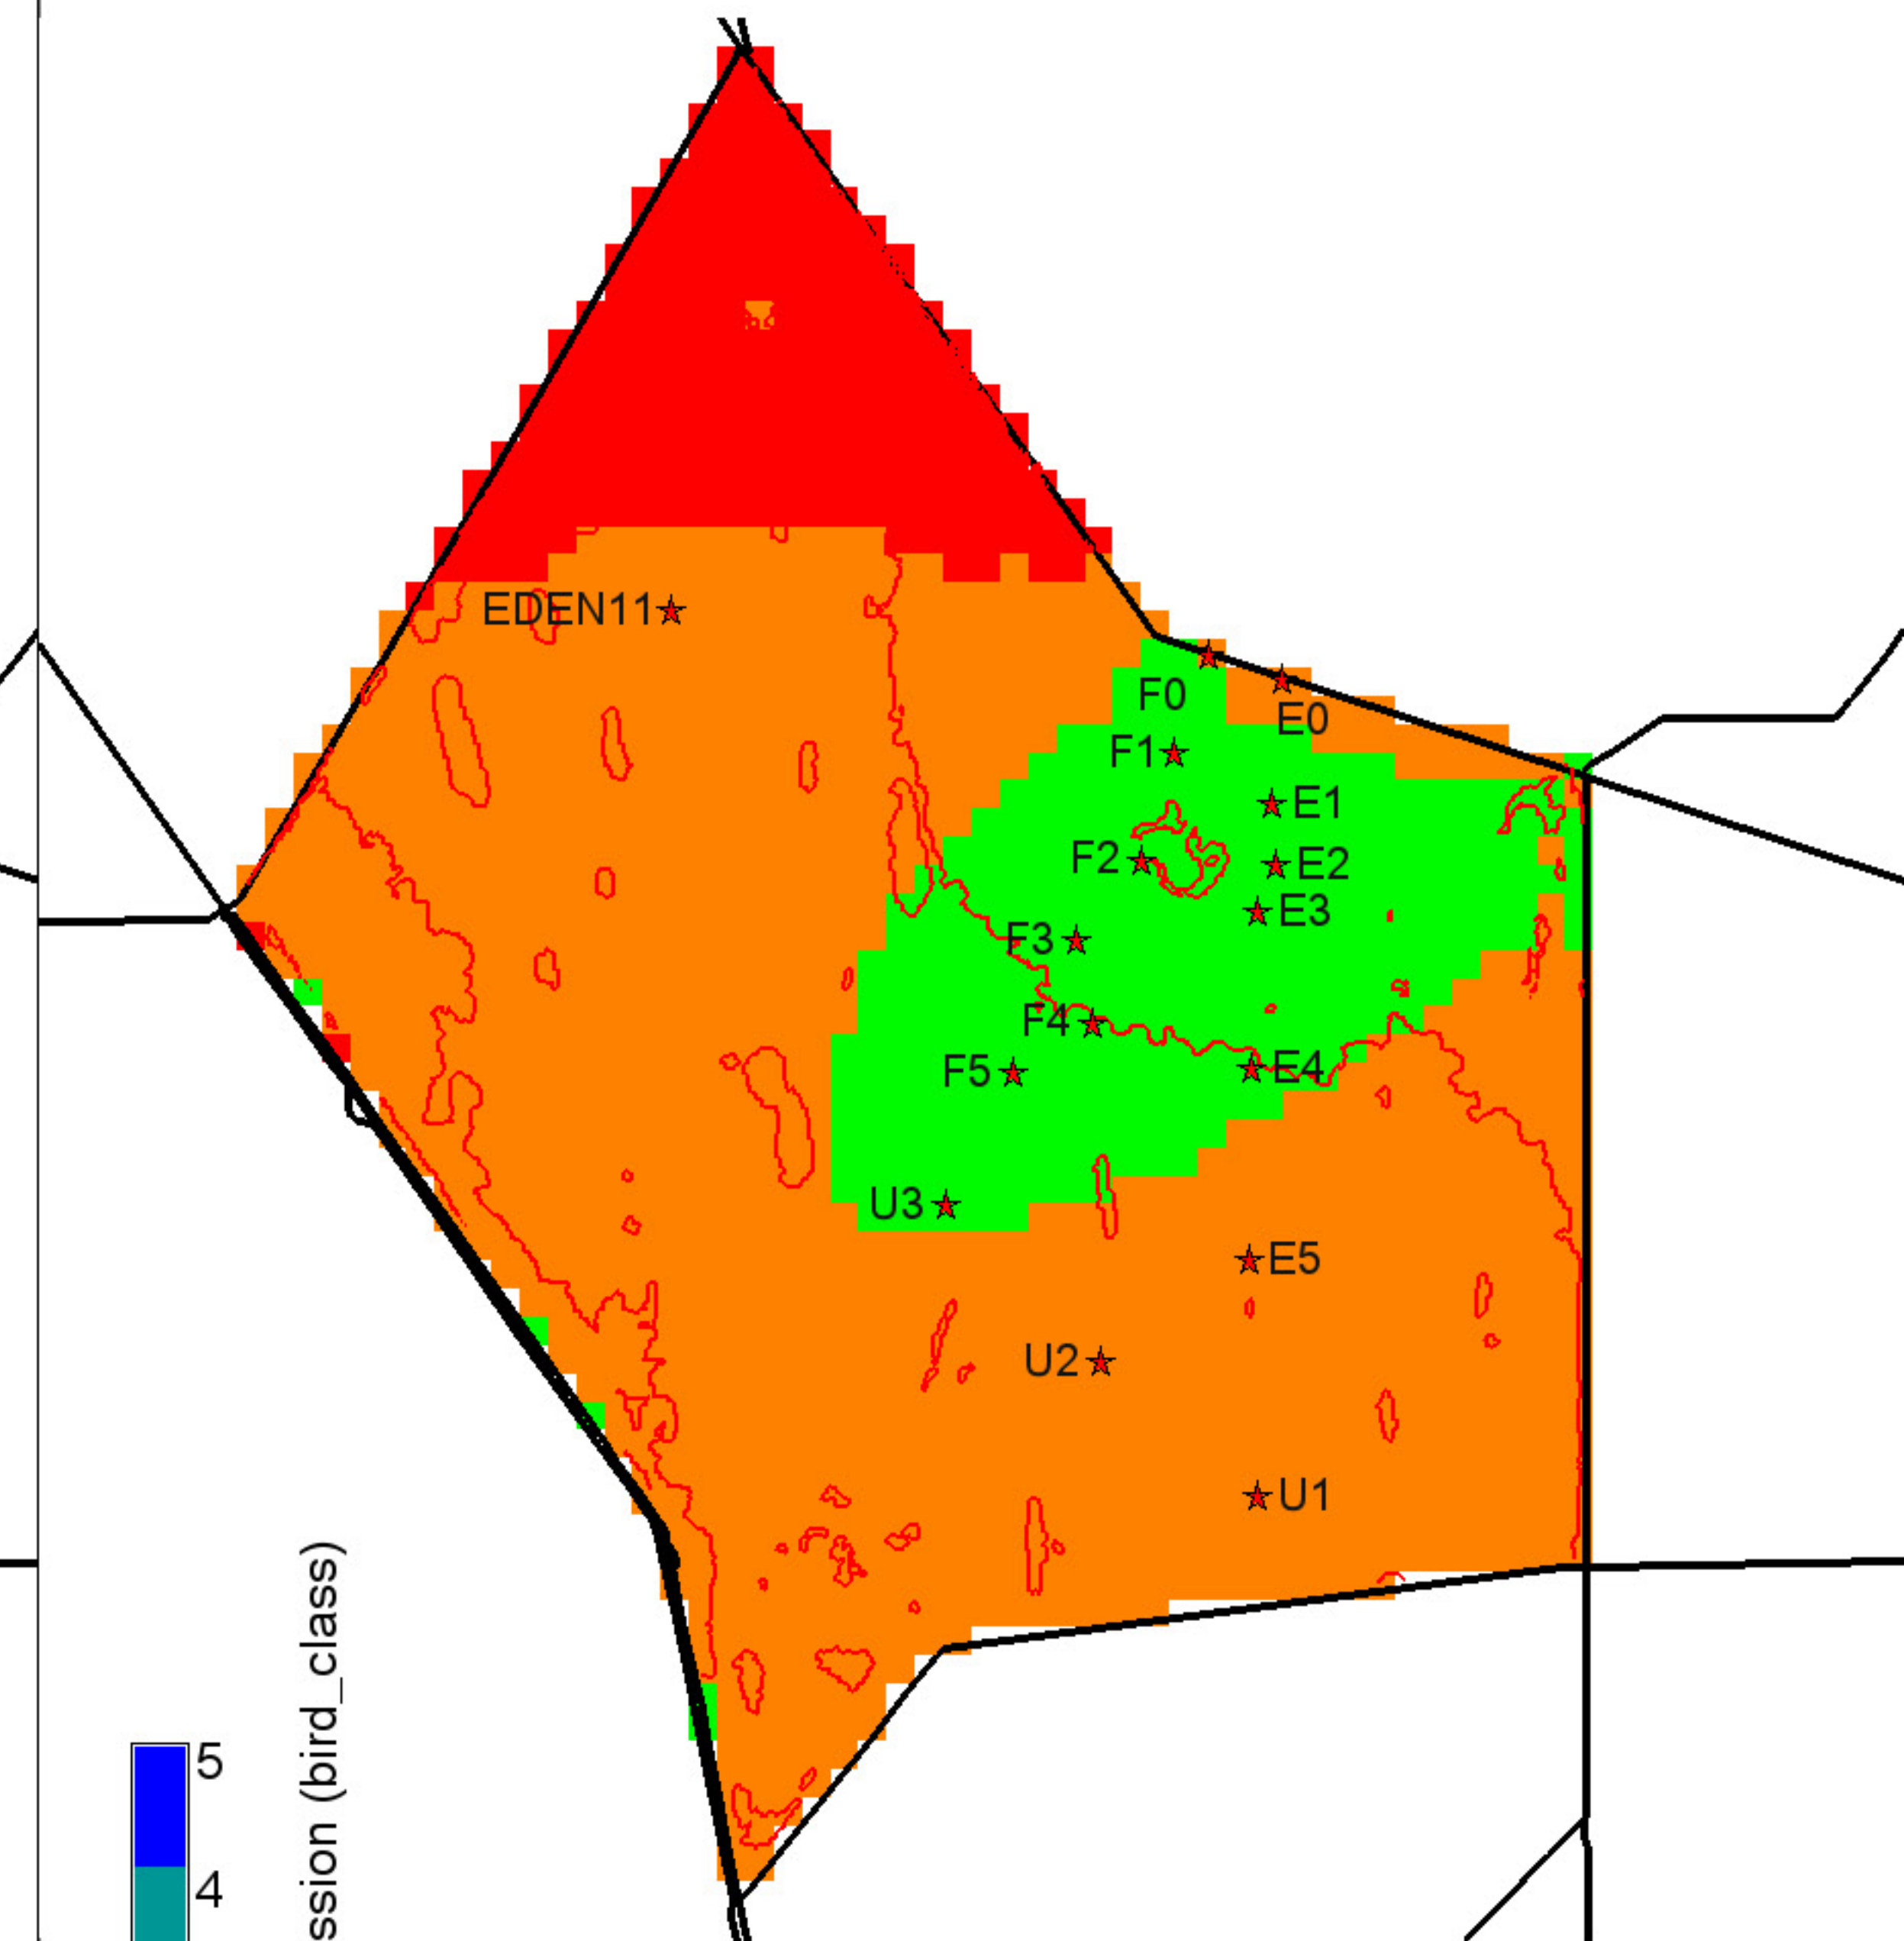 EDEN11
F0
E0
F1
E1
F2
E2
E3
F3
F4
E4
F5
U3
E5
U2
U1
ssion (bird_class)
5
4